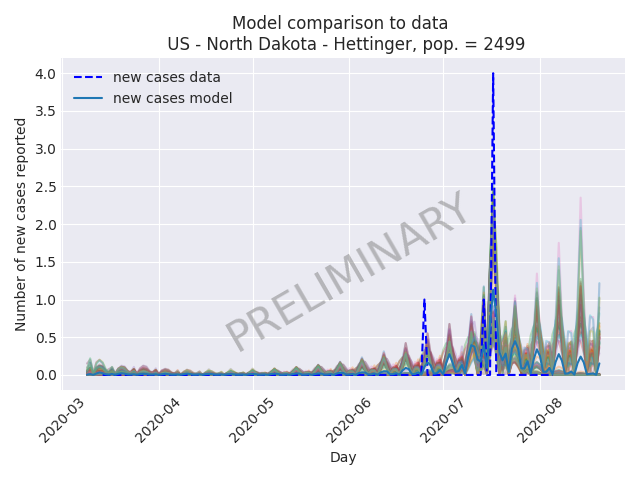 Model comparison to data
US - North Dakota - Hettinger, pop. = 2499
new cases data
new cases model
PRELIMINARY
Number of new cases reported
4.0
3.5
3.0
2.5
2.0
1.5
1.0
0.5
0.0
2020-03
2020-04
2020-05
2020-06
2020-07
2020-08
Day